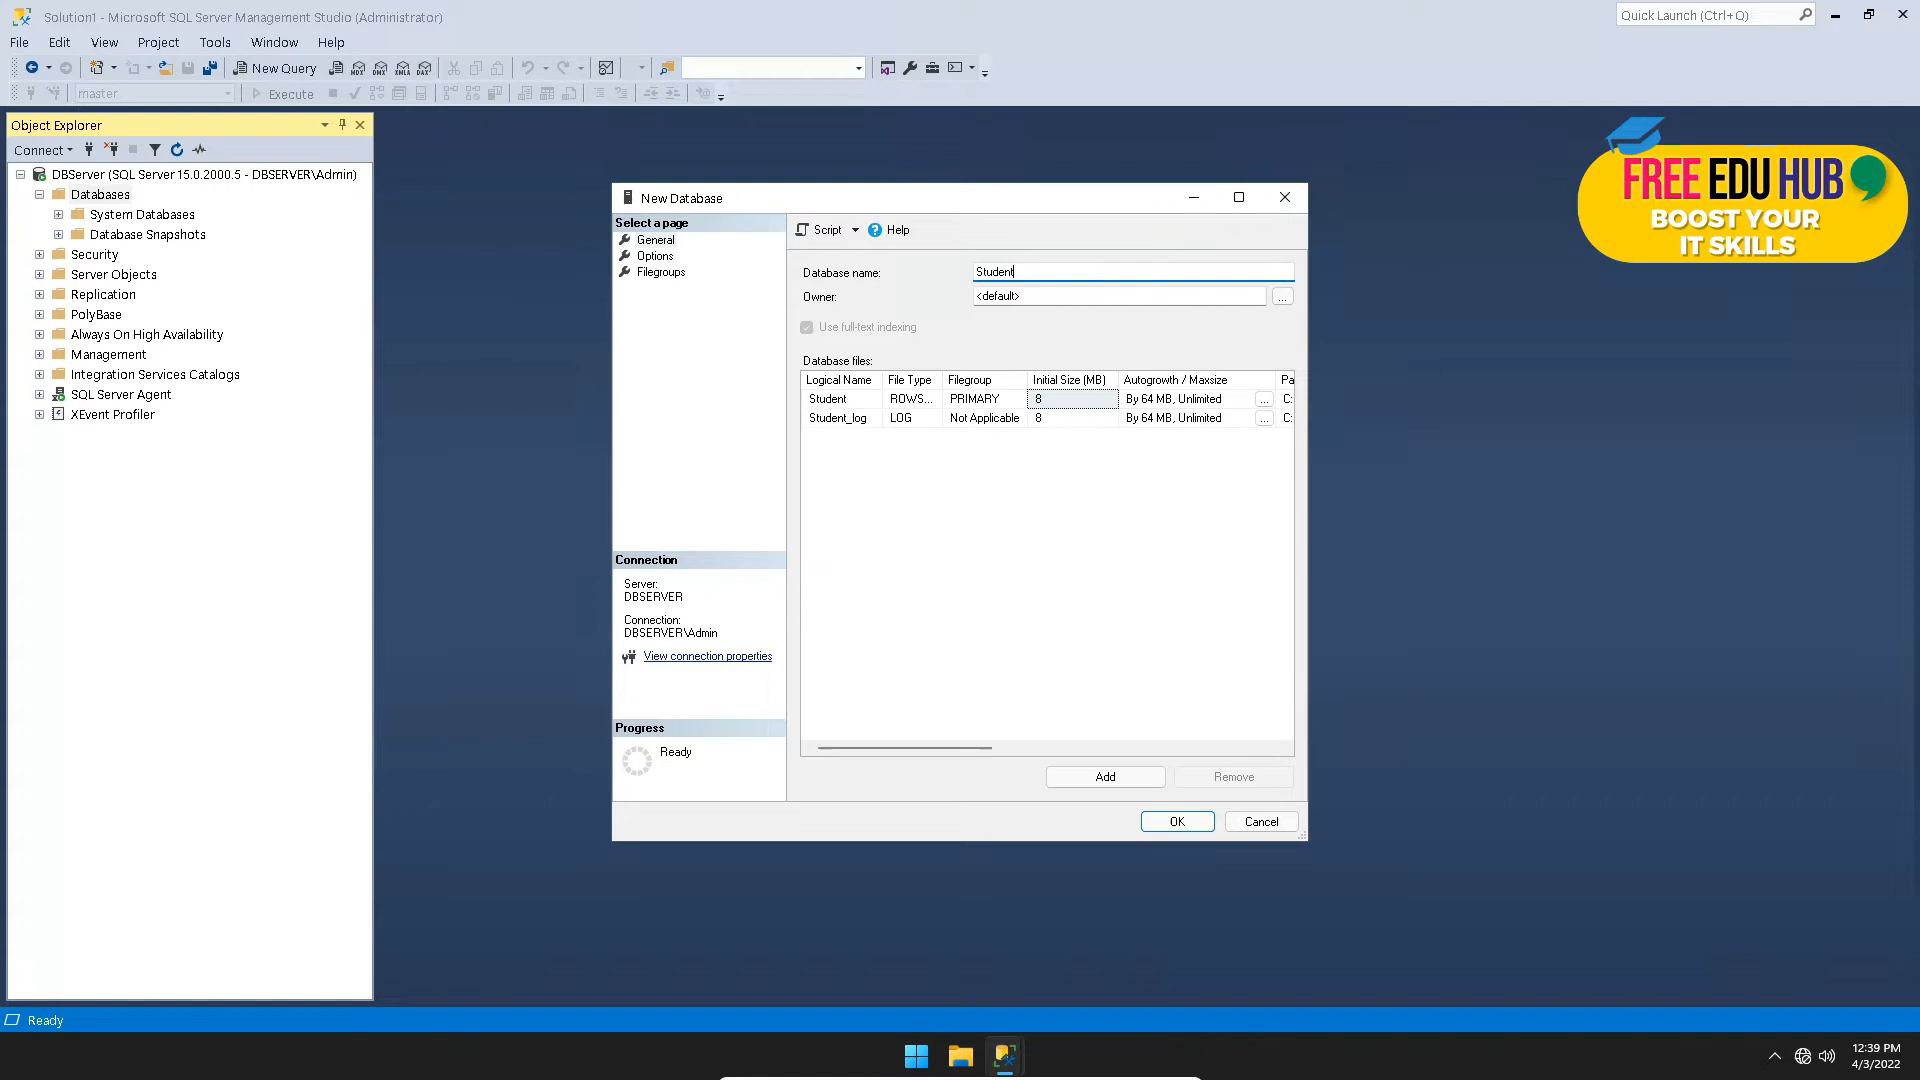 Solution1 - Microsoft SQL Server Management Studio (Administrator)
Quick Launch (Ctrl+Q)
File Edit View Project Tools Window Help
New Query MDX DMX XMLA DAX
master Execute
Object Explorer
Connect
DBServer (SQL Server 15.0.2000.5 - DBSERVER\Admin)
Databases
System Databases
Database Snapshots
Security
Server Objects
Replication
PolyBase
Always On High Availability
Management
Integration Services Catalogs
SQL Server Agent
XEvent Profiler
FREE EDU HUB
BOOST YOUR
IT SKILLS
New Database
Select a page
General
Options
Filegroups
Script Help
Database name: Student
Owner: <default> ...
Use full-text indexing
Database files:
Logical Name File Type Filegroup Initial Size (MB) Autogrowth / Maxsize Pa
Student ROWS... PRIMARY 8 By 64 MB, Unlimited ... C:
Student_log LOG Not Applicable 8 By 64 MB, Unlimited ... C:
Connection
Server:
DBSERVER
Connection:
DBSERVER\Admin
View connection properties
Progress
Ready
Add Remove
OK Cancel
Ready
12:39 PM
4/3/2022